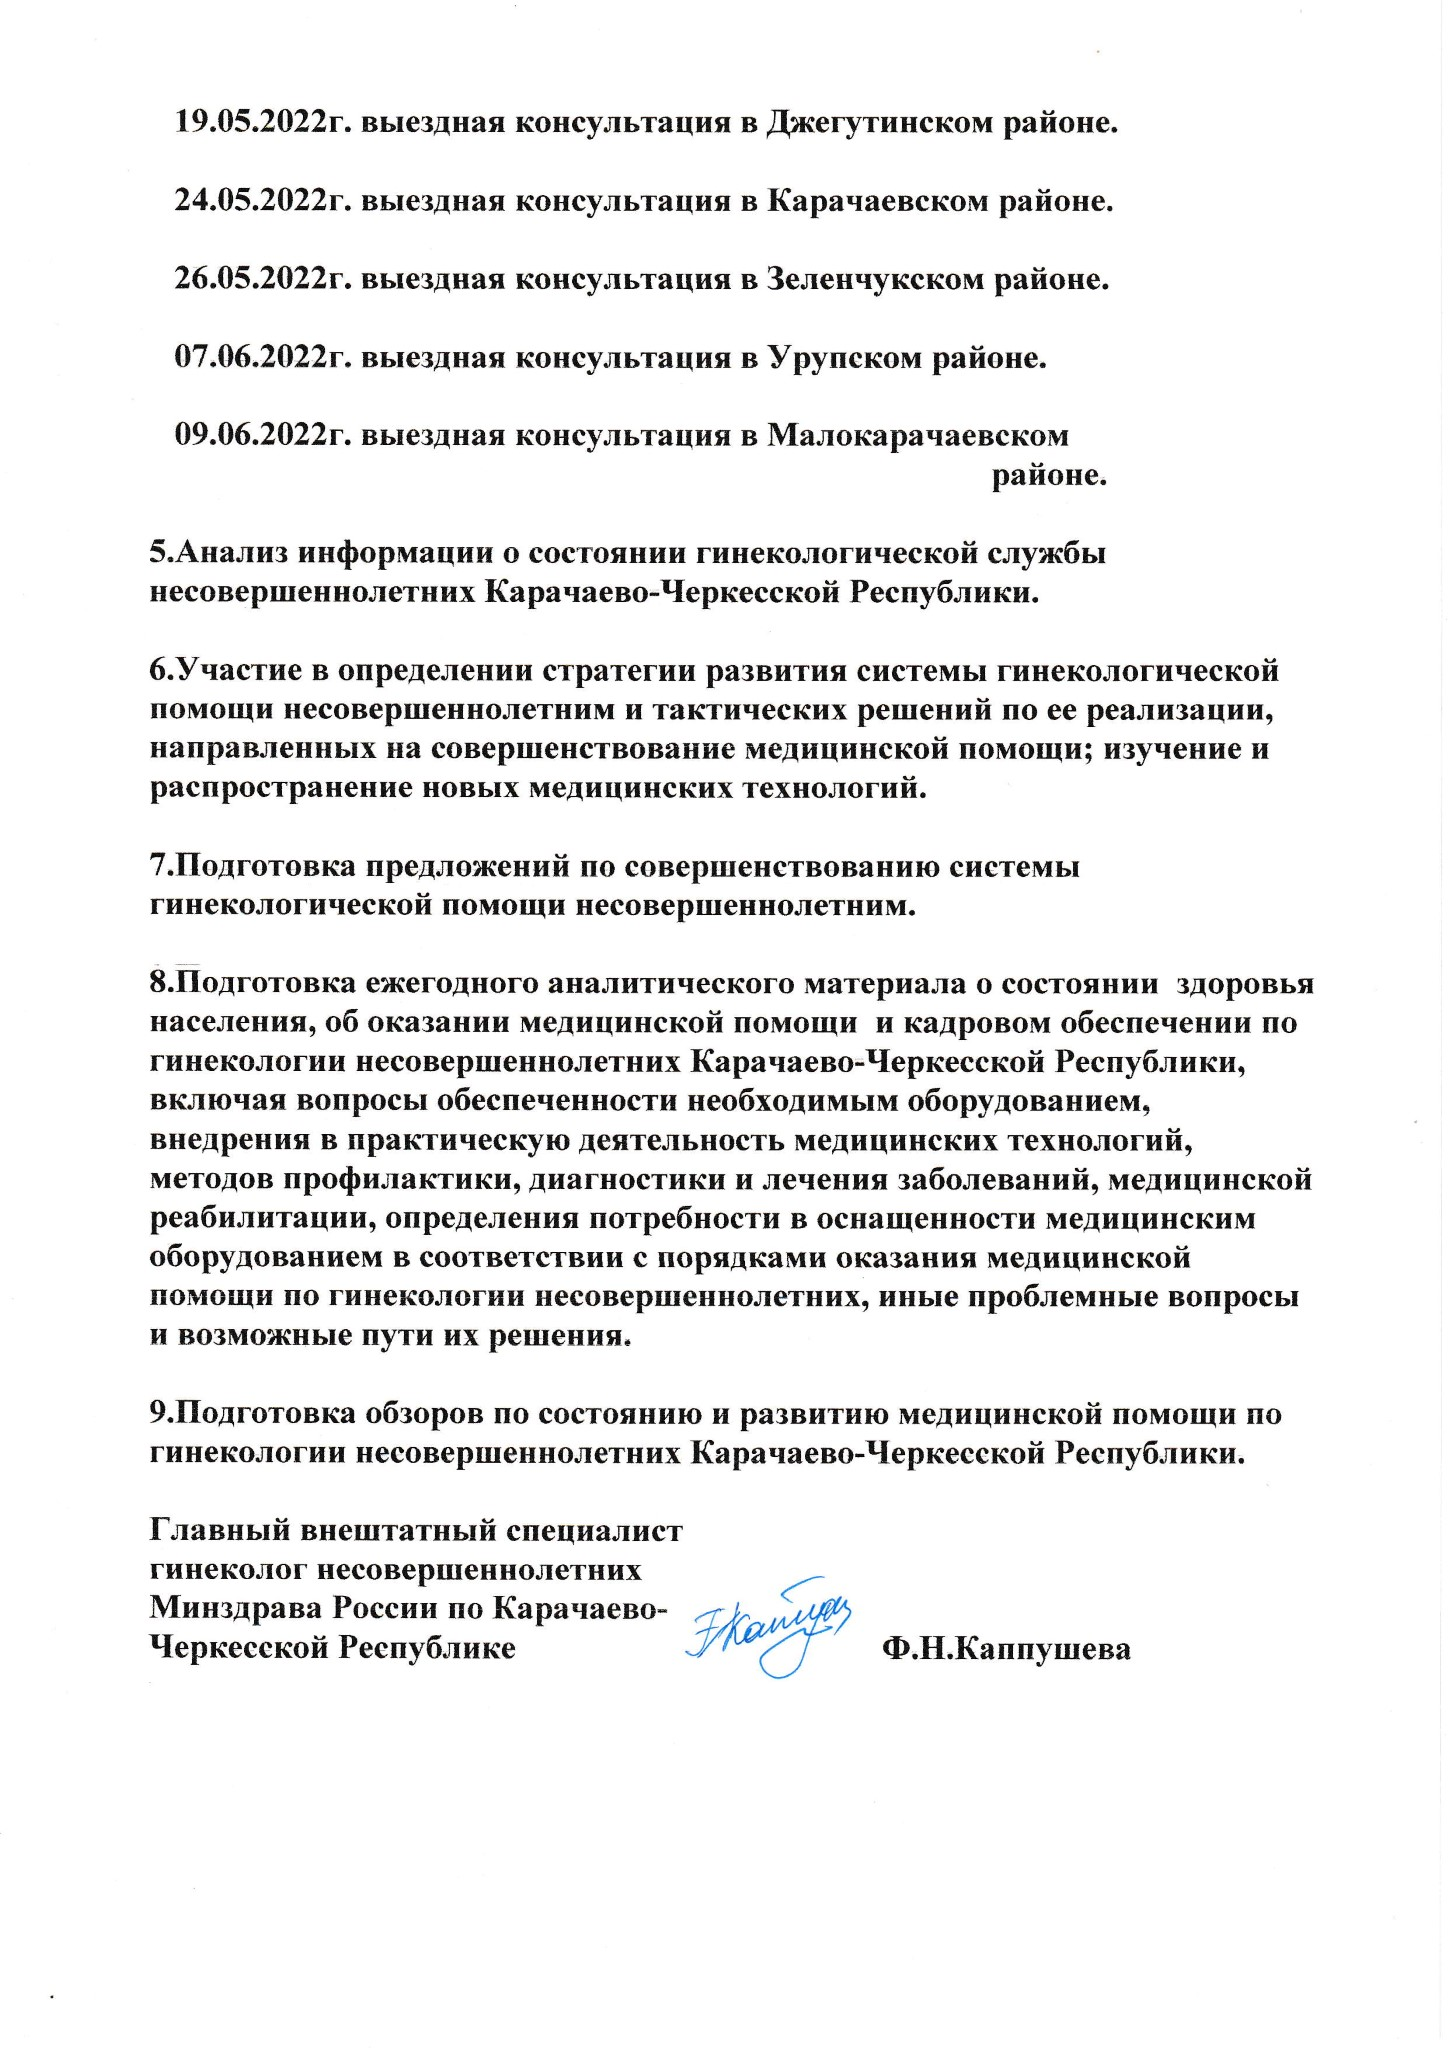 19.05.2022г. выездная консультация в Джегутинском районе.
24.05.2022г. выездная консультация в Карачаевском районе.
26.05.2022г. выездная консультация в Зеленчукском районе.
07.06.2022г. выездная консультация в Урупском районе.
09.06.2022г. выездная консультация в Малокарачаевском
районе.
5.Анализ информации о состоянии гинекологической службы
несовершеннолетних Карачаево-Черкесской Республики.
6.Участие в определении стратегии развития системы гинекологической
помощи несовершеннолетним и тактических решений по ее реализации,
направленных на совершенствование медицинской помощи; изучение и
распространение новых медицинских технологий.
7.Подготовка предложений по совершенствованию системы
гинекологической помощи несовершеннолетним.
8.Подготовка ежегодного аналитического материала о состоянии здоровья
населения, об оказании медицинской помощи и кадровом обеспечении по
гинекологии несовершеннолетних Карачаево-Черкесской Республики,
включая вопросы обеспеченности необходимым оборудованием,
внедрения в практическую деятельность медицинских технологий,
методов профилактики, диагностики и лечения заболеваний, медицинской
реабилитации, определения потребности в оснащенности медицинским
оборудованием в соответствии с порядками оказания медицинской
помощи по гинекологии несовершеннолетних, иные проблемные вопросы
и возможные пути их решения.
9.Подготовка обзоров по состоянию и развитию медицинской помощи по
гинекологии несовершеннолетних Карачаево-Черкесской Республики.
Главный внештатный специалист
гинеколог несовершеннолетних
Минздрава России по Карачаево-
Черкесской Республике Ф.Н.Каппушева